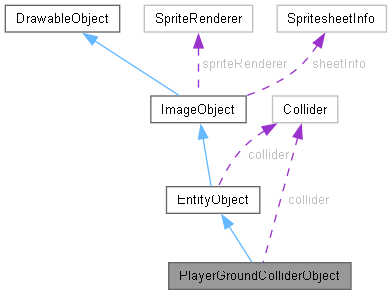 DrawableObject SpriteRenderer SpritesheetInfo
spriteRenderer sheetInfo
ImageObject Collider
collider
EntityObject
collider
PlayerGroundColliderObject